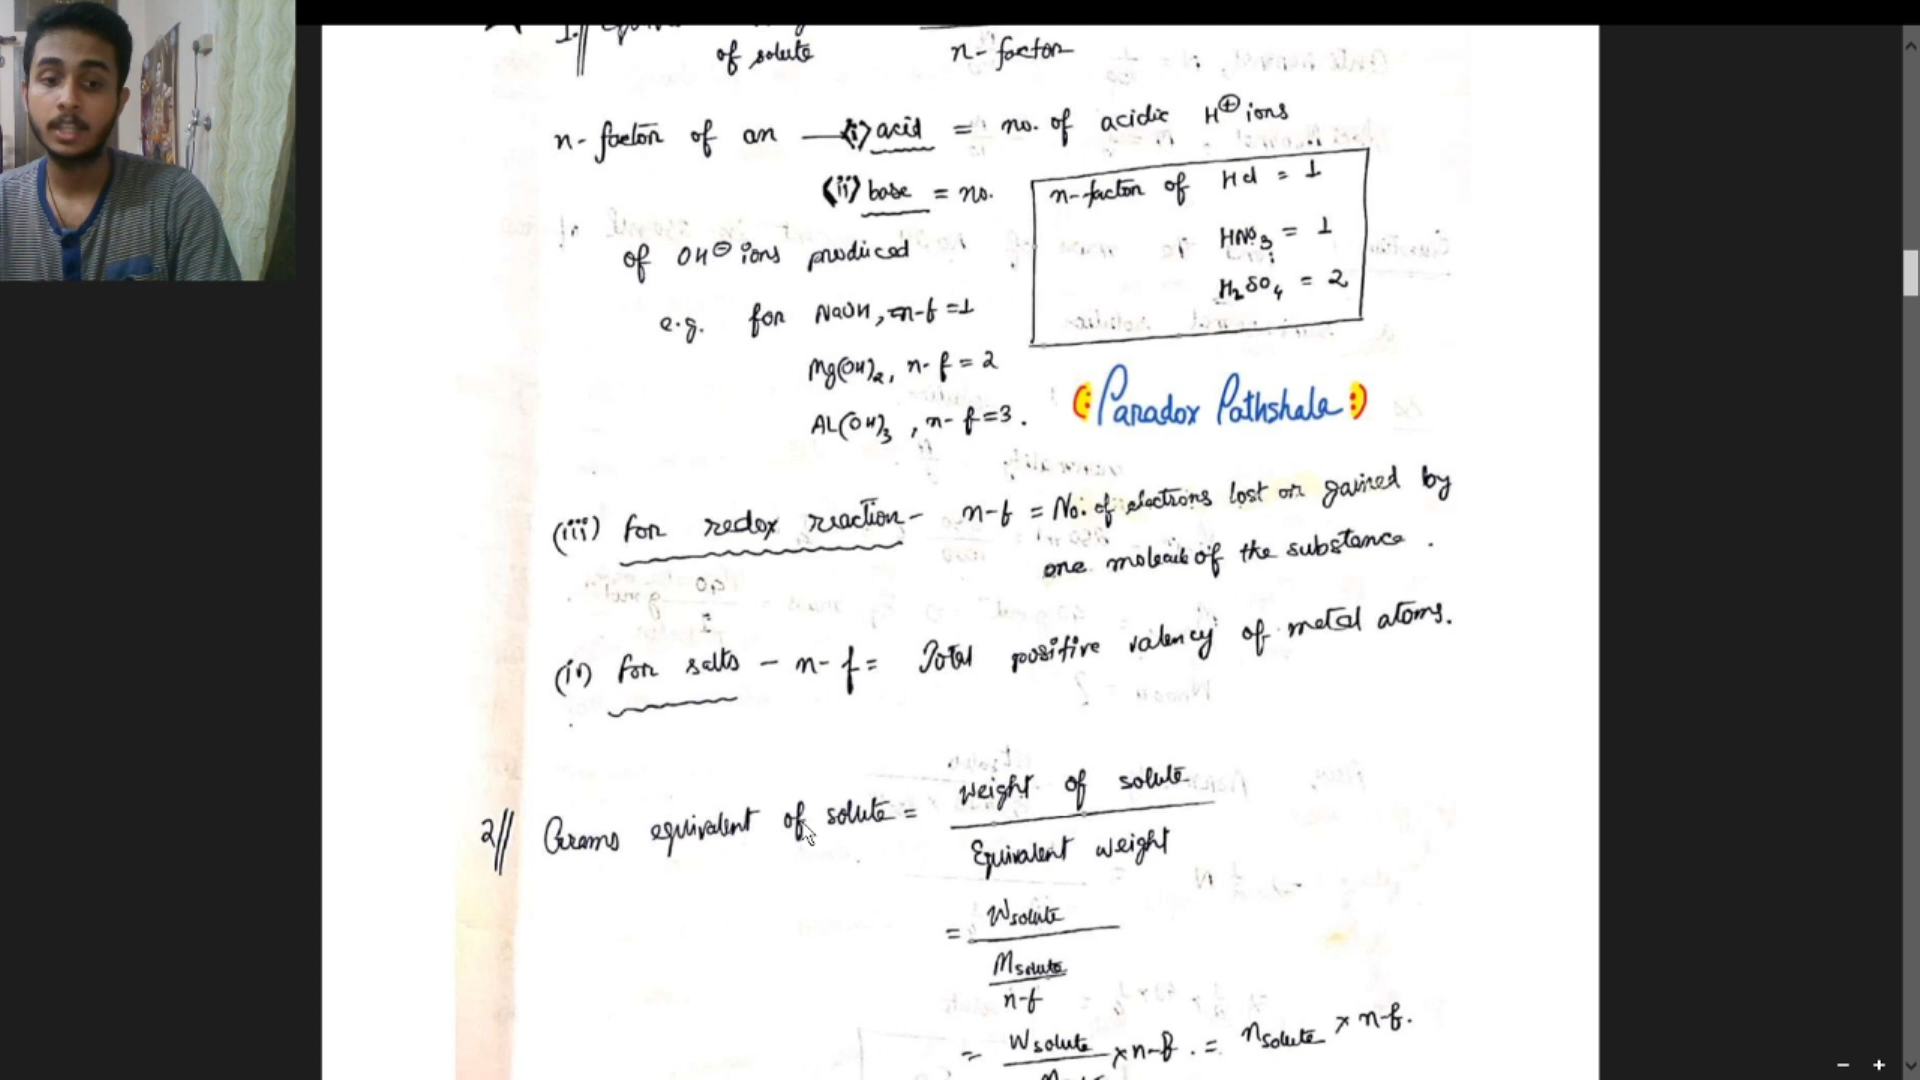 of solute
n-factor
n-factor of an (i) acid = no. of acidic H⊕ ions
(ii) base = no.
of OH⊖ ions produced
e.g. for NaOH, n-f = 1
Mg(OH)₂, n-f = 2
AL(OH)₃, n-f=3.
n-factor of HCl = 1
HNO₃ = 1
H₂SO₄ = 2
(: Paradox Pathshala :)
(iii) for redox reaction - n-f = No. of electrons lost or gained by
one molecule of the substance.
(iv) for salts - n-f = Total positive valency of metal atoms.
2// Grams equivalent of solute = weight of solute
Equivalent weight
= Wsolute
Msolute
n-f
= Wsolute × n-f. = nsolute × n-f.